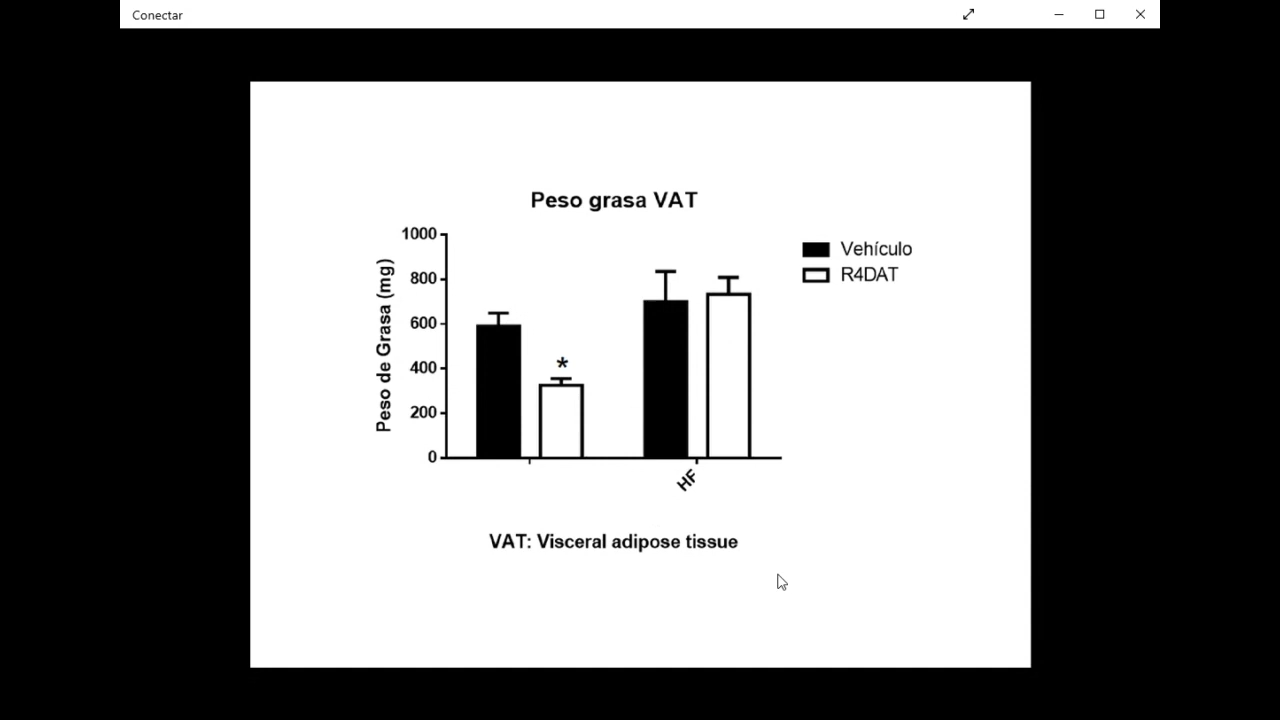 Conectar
Peso grasa VAT
Peso de Grasa (mg)
1000
800
600
400
200
0
*
HF
Vehículo
R4DAT
VAT: Visceral adipose tissue